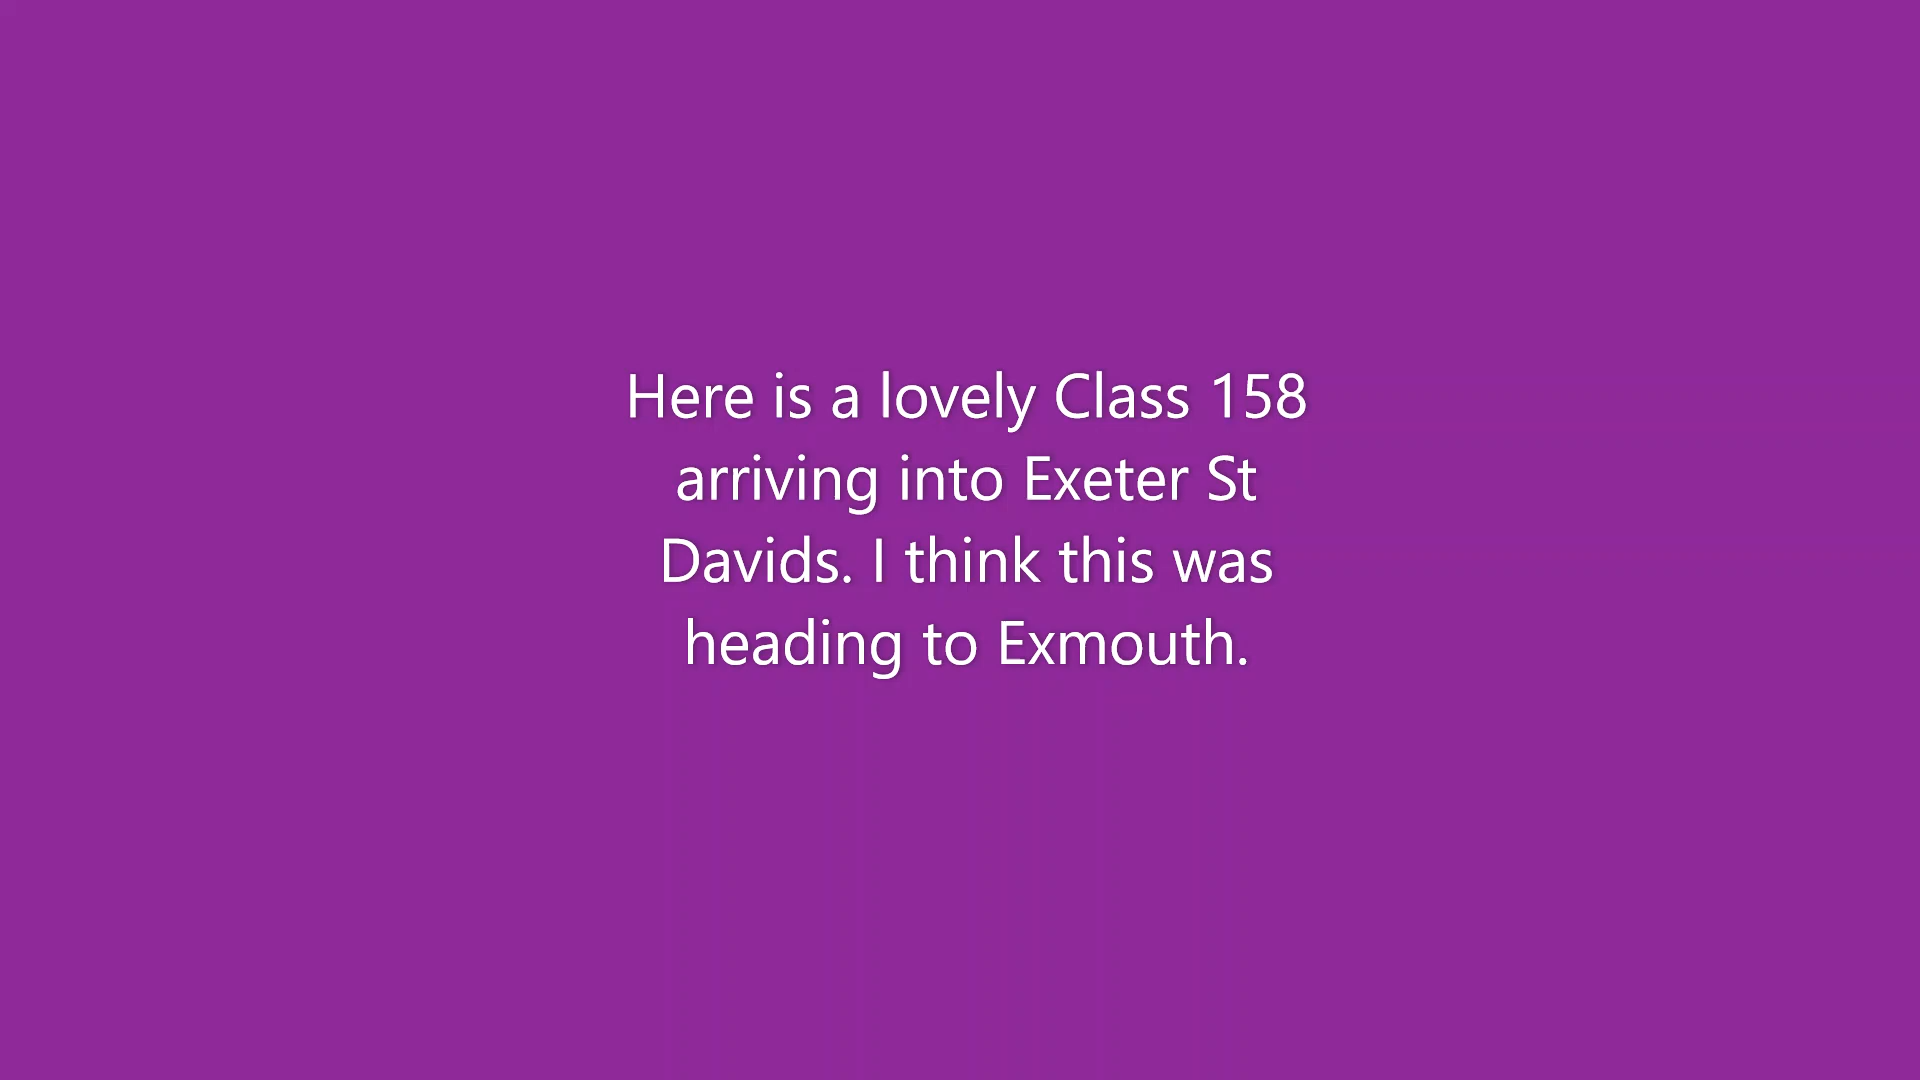 Here is a lovely Class 158
arriving into Exeter St
Davids. I think this was
heading to Exmouth.